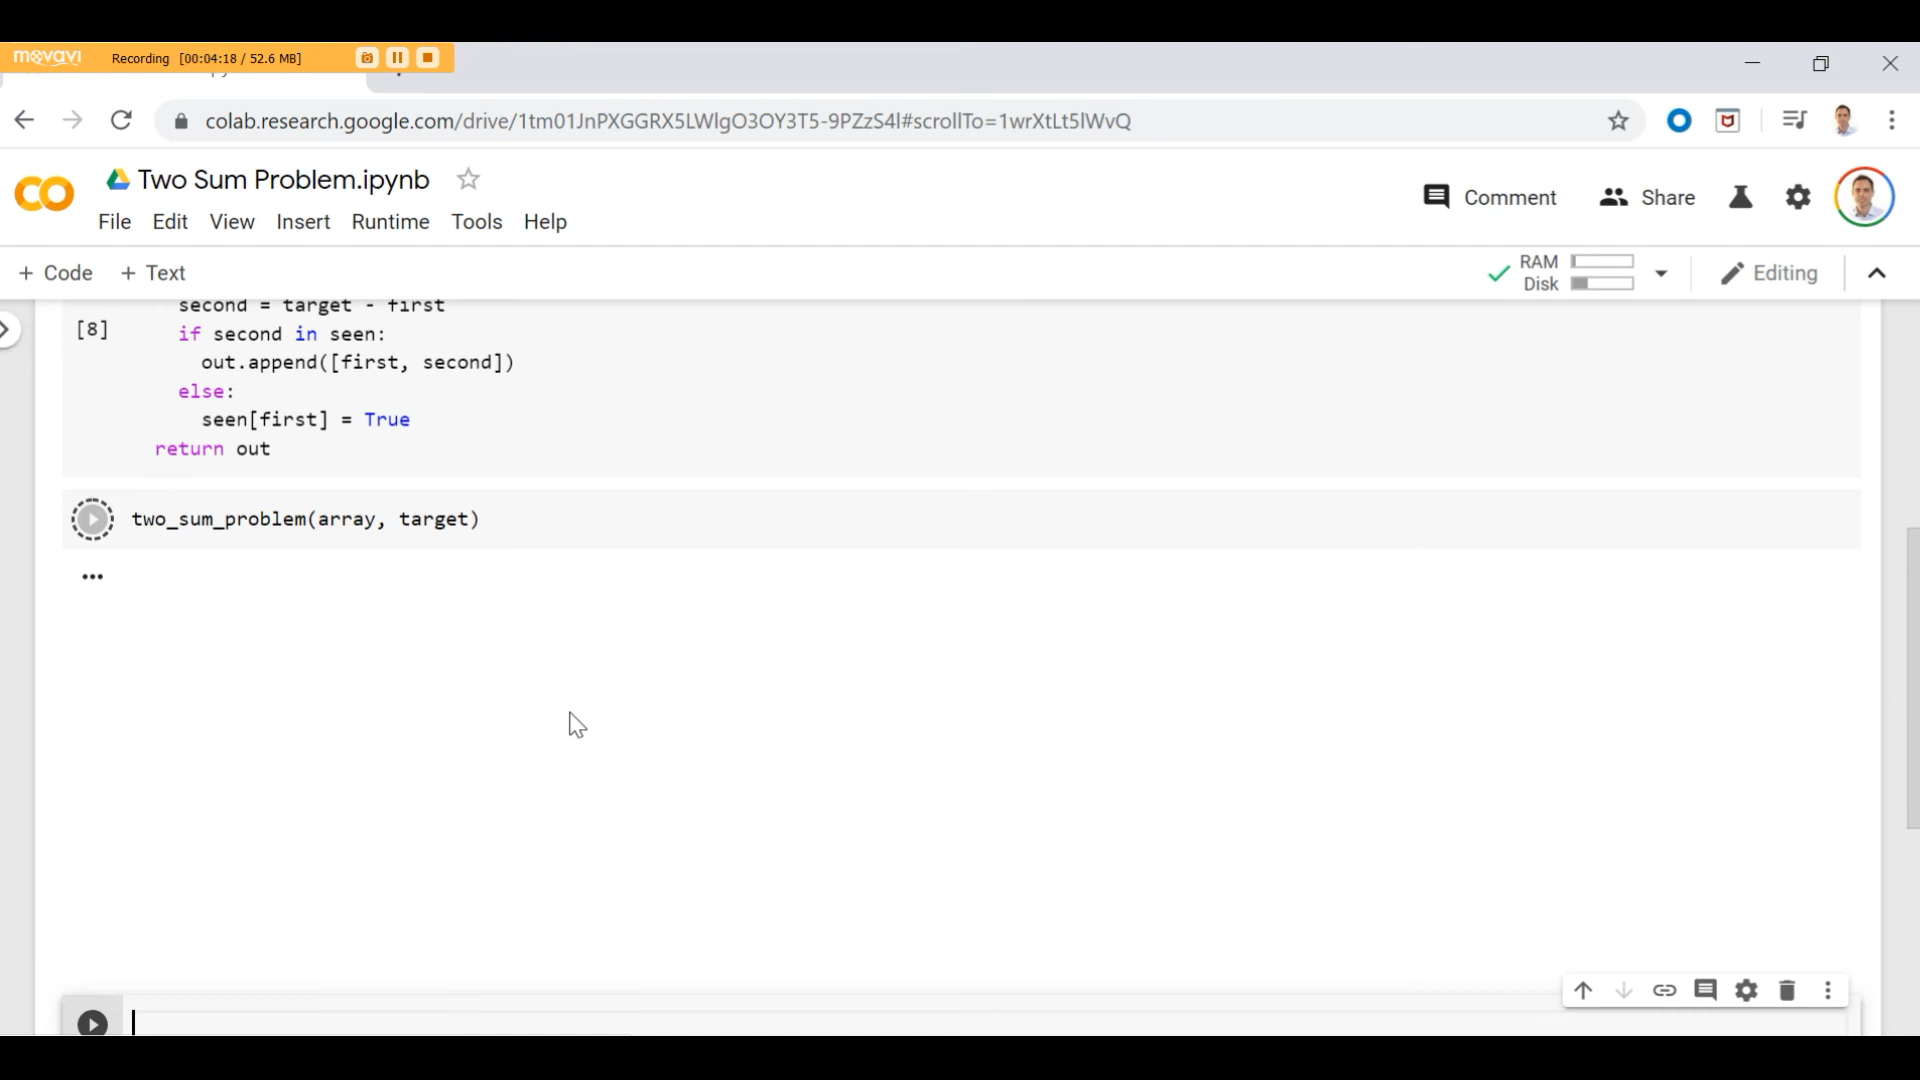 movavi
Recording [00:04:18 / 52.6 MB]
colab.research.google.com/drive/1tm01JnPXGGRX5LWlgO3OY3T5-9PZzS4l#scrollTo=1wrXtLt5lWvQ
Two Sum Problem.ipynb
Comment
Share
File Edit View Insert Runtime Tools Help
+ Code + Text
RAM
Disk
Editing
second = target - first
[8]
if second in seen:
out.append([first, second])
else:
seen[first] = True
return out
two_sum_problem(array, target)
...